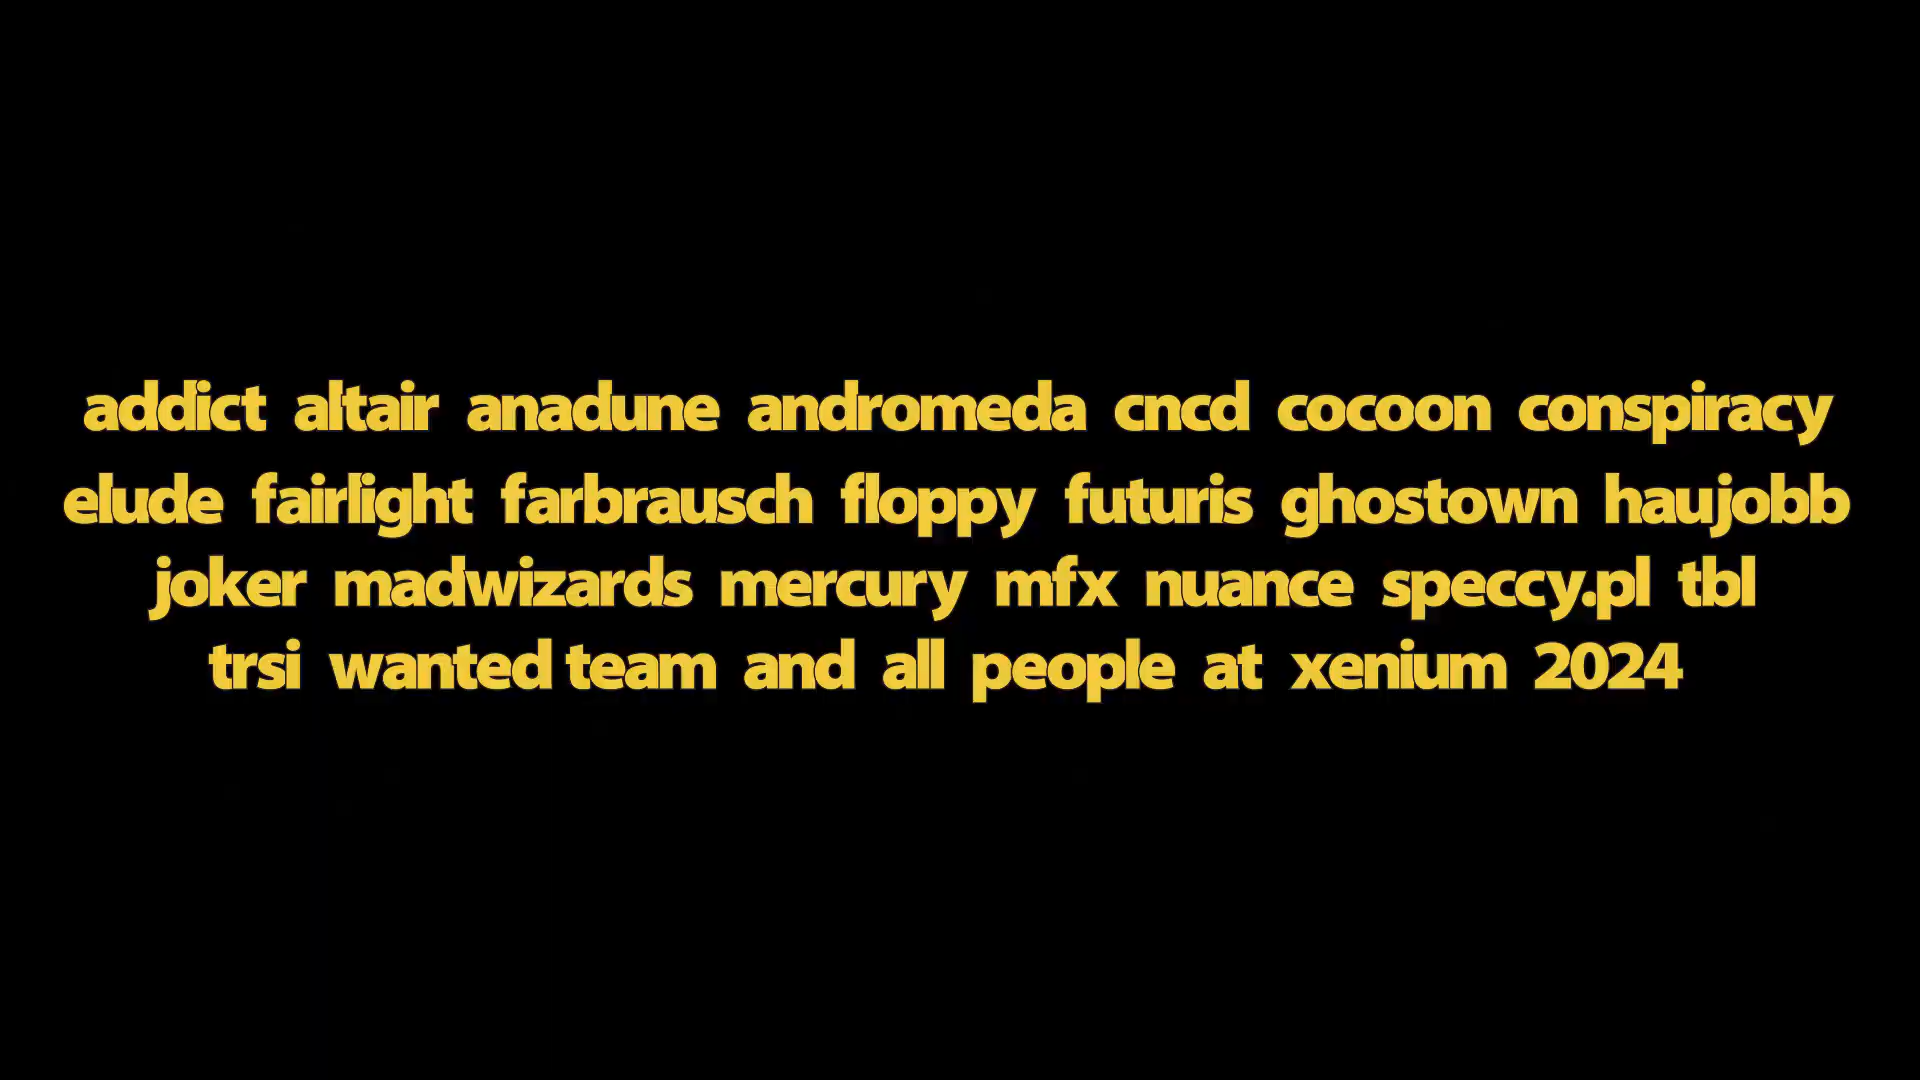 addict altair anadune andromeda cncd cocoon conspiracy
elude fairlight farbrausch floppy futuris ghostown haujobb
joker madwizards mercury mfx nuance speccy.pl tbl
trsi wanted team and all people at xenium 2024